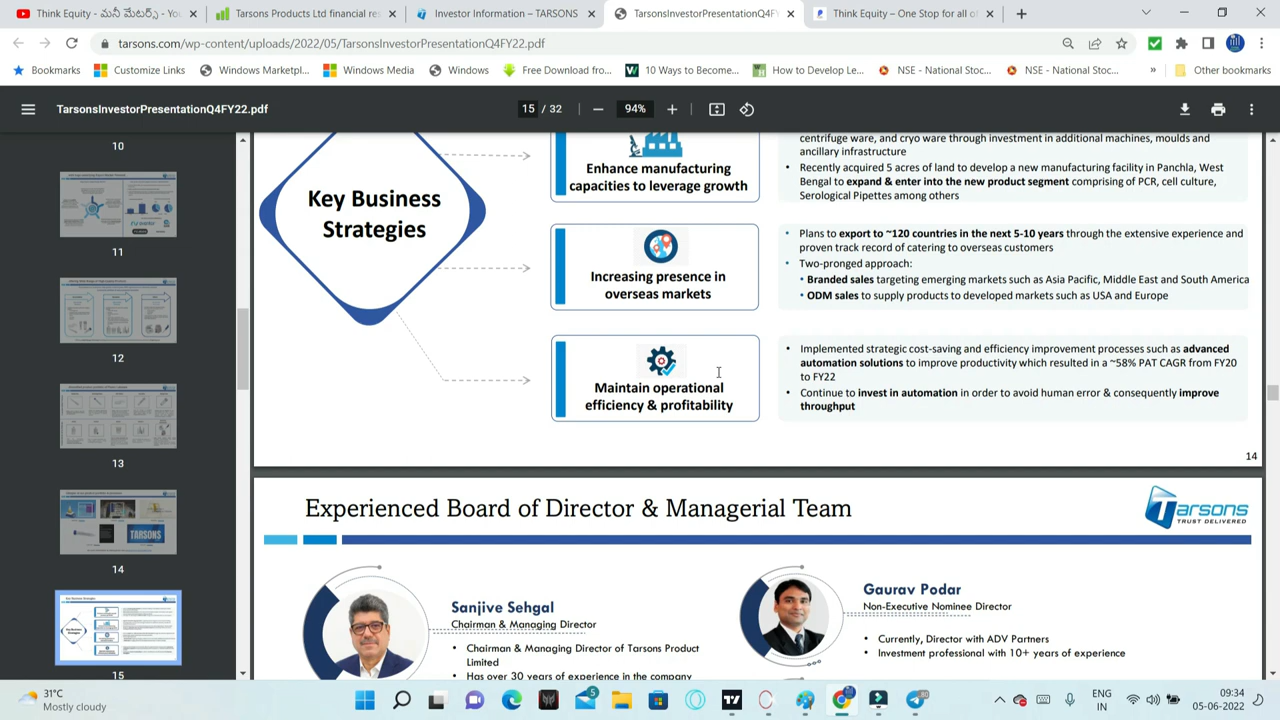 Think Equity - మనీ మేటర్స్ - You
Tarsons Products Ltd financial res
Investor Information – TARSONS
TarsonsInvestorPresentationQ4FY
Think Equity – One Stop for all o
tarsons.com/wp-content/uploads/2022/05/TarsonsInvestorPresentationQ4FY22.pdf
Bookmarks
Customize Links
Windows Marketpl...
Windows Media
Windows
Free Download fro...
10 Ways to Become...
How to Develop Le...
NSE - National Stoc...
NSE - National Stoc...
»
Other bookmarks
TarsonsInvestorPresentationQ4FY22.pdf
15 / 32
94%
10
11
12
13
14
15
Key Business
Strategies
Enhance manufacturing
capacities to leverage growth
centrifuge ware, and cryo ware through investment in additional machines, moulds and
ancillary infrastructure
• Recently acquired 5 acres of land to develop a new manufacturing facility in Panchla, West
Bengal to expand & enter into the new product segment comprising of PCR, cell culture,
Serological Pipettes among others
Increasing presence in
overseas markets
• Plans to export to ~120 countries in the next 5-10 years through the extensive experience and
proven track record of catering to overseas customers
• Two-pronged approach:
• Branded sales targeting emerging markets such as Asia Pacific, Middle East and South America
• ODM sales to supply products to developed markets such as USA and Europe
Maintain operational
efficiency & profitability
• Implemented strategic cost-saving and efficiency improvement processes such as advanced
automation solutions to improve productivity which resulted in a ~58% PAT CAGR from FY20
to FY22
• Continue to invest in automation in order to avoid human error & consequently improve
throughput
14
Experienced Board of Director & Managerial Team
Tarsons
TRUST DELIVERED
Sanjive Sehgal
Chairman & Managing Director
• Chairman & Managing Director of Tarsons Product
Limited
• Has over 30 years of experience in the company
Gaurav Podar
Non-Executive Nominee Director
• Currently, Director with ADV Partners
• Investment professional with 10+ years of experience
31°C
Mostly cloudy
5
80
ENG
IN
09:34
05-06-2022